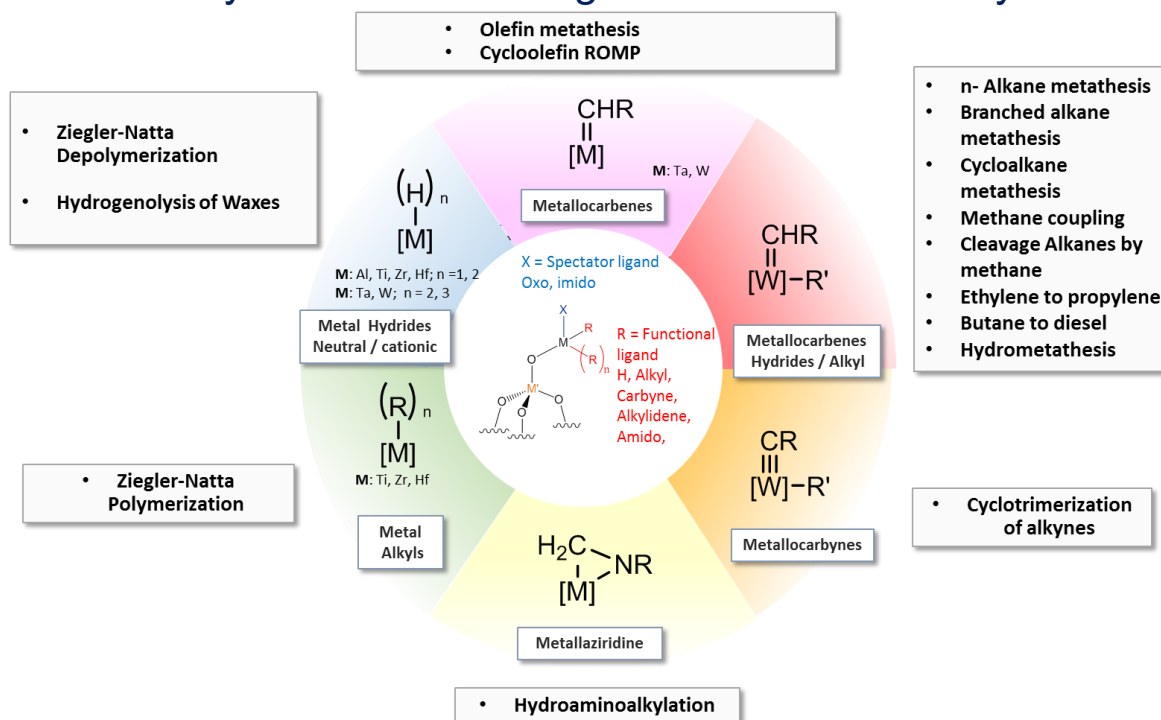 • Olefin metathesis
• Cycloolefin ROMP
• Ziegler-Natta
Depolymerization
• Hydrogenolysis of Waxes
• n- Alkane metathesis
• Branched alkane
metathesis
• Cycloalkane
metathesis
• Methane coupling
• Cleavage Alkanes by
methane
• Ethylene to propylene
• Butane to diesel
• Hydrometathesis
CHR
[M]
M: Ta, W
Metallocarbenes
(H) n
[M]
M: Al, Ti, Zr, Hf; n =1, 2
M: Ta, W; n = 2, 3
Metal Hydrides
Neutral / cationic
CHR
[W]-R'
Metallocarbenes
Hydrides / Alkyl
X = Spectator ligand
Oxo, imido
X
R
M
(R)n
O
M'
O
O
O
R = Functional
ligand
H, Alkyl,
Carbyne,
Alkylidene,
Amido,
(R) n
[M]
M: Ti, Zr, Hf
Metal
Alkyls
• Ziegler-Natta
Polymerization
CR
[W]-R'
Metallocarbynes
• Cyclotrimerization
of alkynes
H2C
NR
[M]
Metallaziridine
• Hydroaminoalkylation